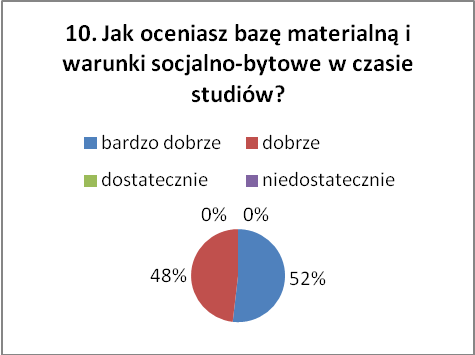 10. Jak oceniasz bazę materialną i
warunki socjalno-bytowe w czasie
studiów?
bardzo dobrze
dobrze
dostatecznie
niedostatecznie
0%
0%
48%
52%